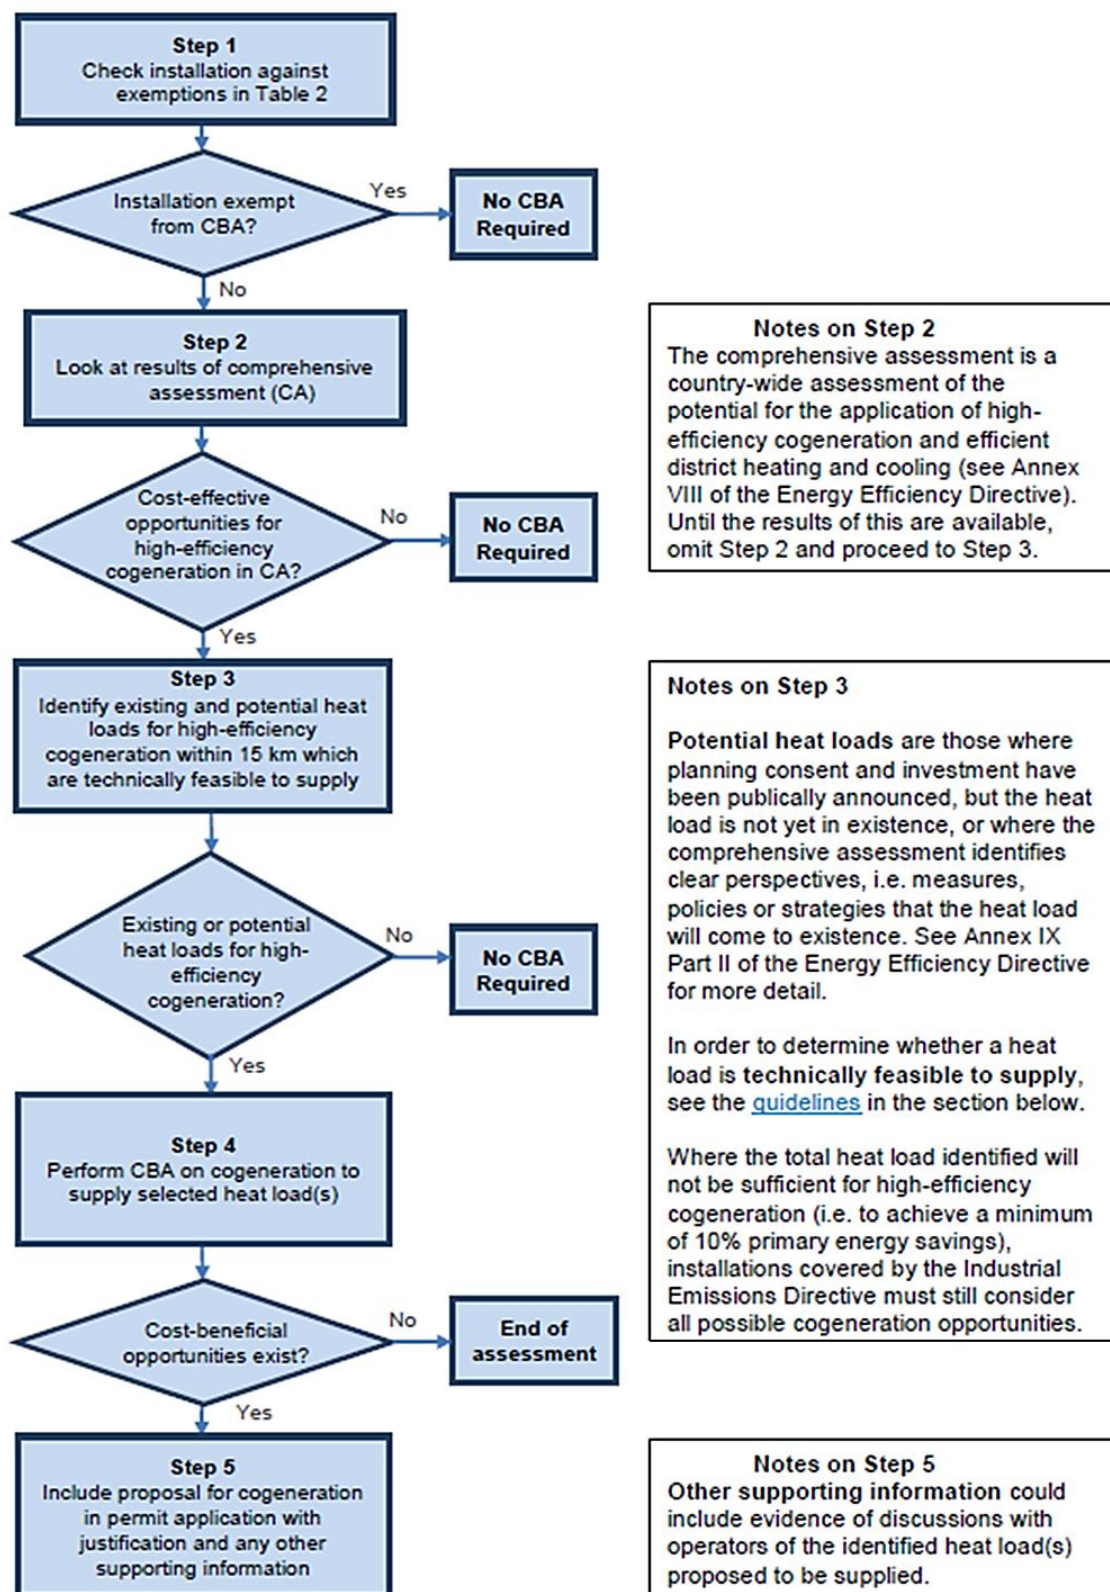 Step 1
Check installation against
exemptions in Table 2
Installation exempt
from CBA?
Yes
No CBA
Required
No
Step 2
Look at results of comprehensive
assessment (CA)
Notes on Step 2
The comprehensive assessment is a
country-wide assessment of the
potential for the application of high-
efficiency cogeneration and efficient
district heating and cooling (see Annex
VIII of the Energy Efficiency Directive).
Until the results of this are available,
omit Step 2 and proceed to Step 3.
Cost-effective
opportunities for
high-efficiency
cogeneration in CA?
No
No CBA
Required
Yes
Step 3
Identify existing and potential heat
loads for high-efficiency
cogeneration within 15 km which
are technically feasible to supply
Notes on Step 3
Potential heat loads are those where
planning consent and investment have
been publically announced, but the heat
load is not yet in existence, or where the
comprehensive assessment identifies
clear perspectives, i.e. measures,
policies or strategies that the heat load
will come to existence. See Annex IX
Part II of the Energy Efficiency Directive
for more detail.
In order to determine whether a heat
load is technically feasible to supply,
see the guidelines in the section below.
Where the total heat load identified will
not be sufficient for high-efficiency
cogeneration (i.e. to achieve a minimum
of 10% primary energy savings),
installations covered by the Industrial
Emissions Directive must still consider
all possible cogeneration opportunities.
Existing or potential
heat loads for high-
efficiency
cogeneration?
No
No CBA
Required
Yes
Step 4
Perform CBA on cogeneration to
supply selected heat load(s)
Cost-beneficial
opportunities exist?
No
End of
assessment
Yes
Step 5
Include proposal for cogeneration
in permit application with
justification and any other
supporting information
Notes on Step 5
Other supporting information could
include evidence of discussions with
operators of the identified heat load(s)
proposed to be supplied.